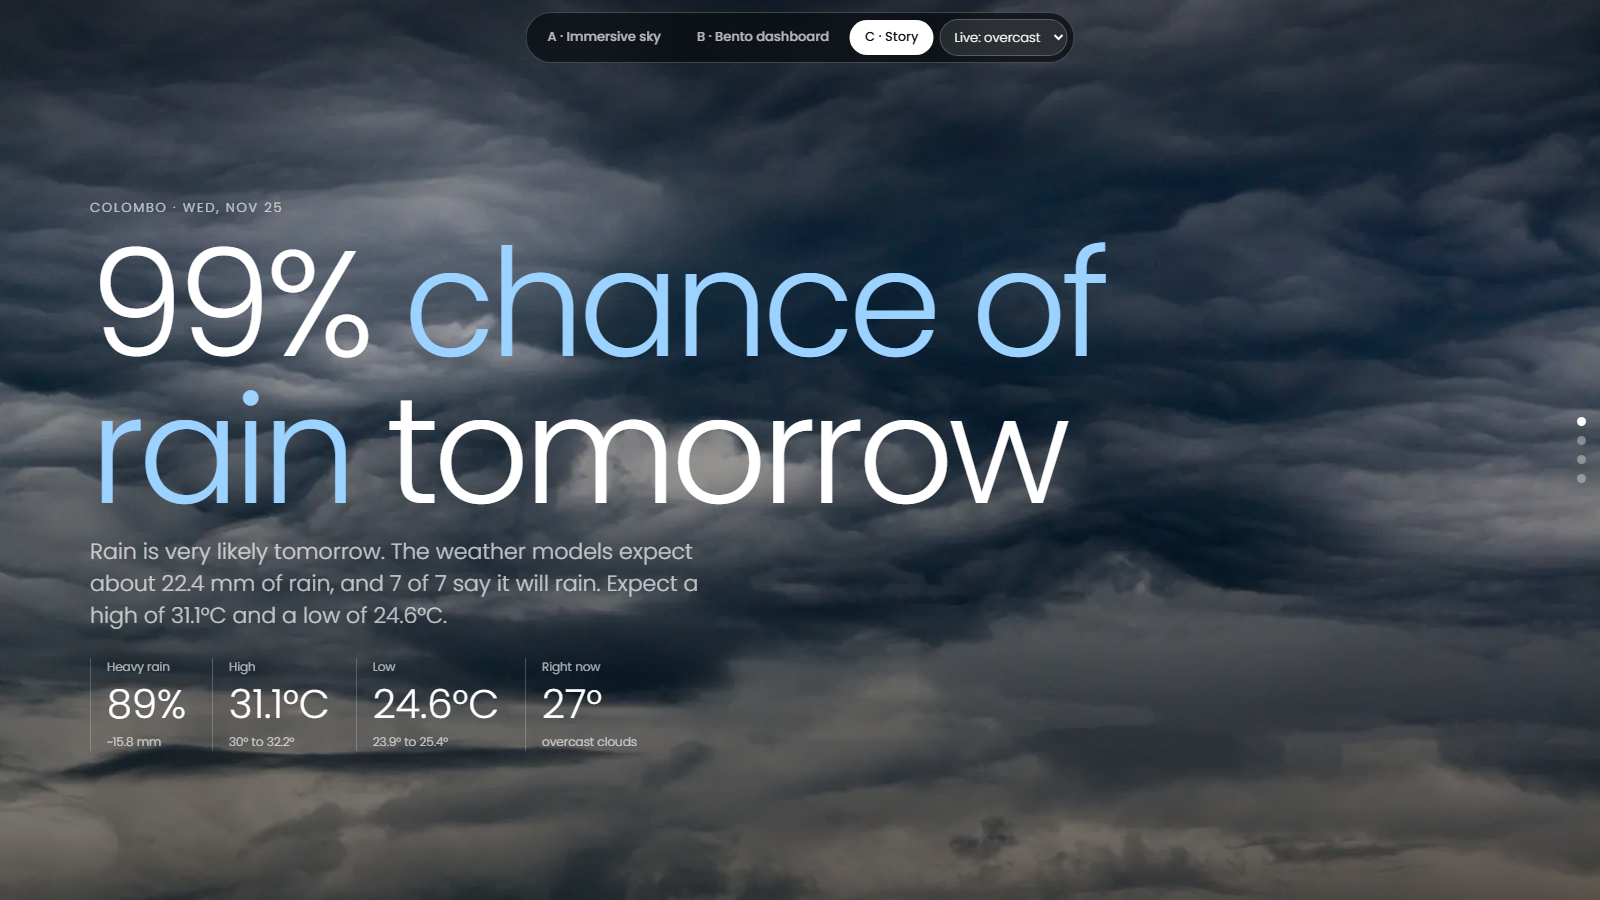 A · Immersive sky B · Bento dashboard C · Story Live: overcast
COLOMBO · WED, NOV 25
99% chance of
rain tomorrow
Rain is very likely tomorrow. The weather models expect
about 22.4 mm of rain, and 7 of 7 say it will rain. Expect a
high of 31.1°C and a low of 24.6°C.
Heavy rain High Low Right now
89% 31.1°C 24.6°C 27°
~15.8 mm 30° to 32.2° 23.9° to 25.4° overcast clouds